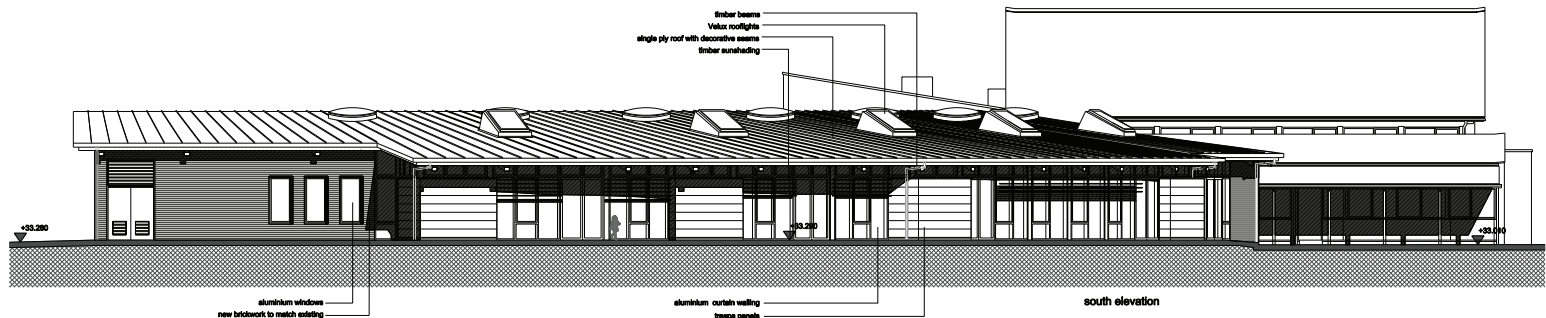 timber beams
Velux rooflights
single ply roof with decorative seams
timber sunshading
+33.280
+33.280
+33.080
aluminium windows
new brickwork to match existing
aluminium curtain walling
trespa panels
south elevation